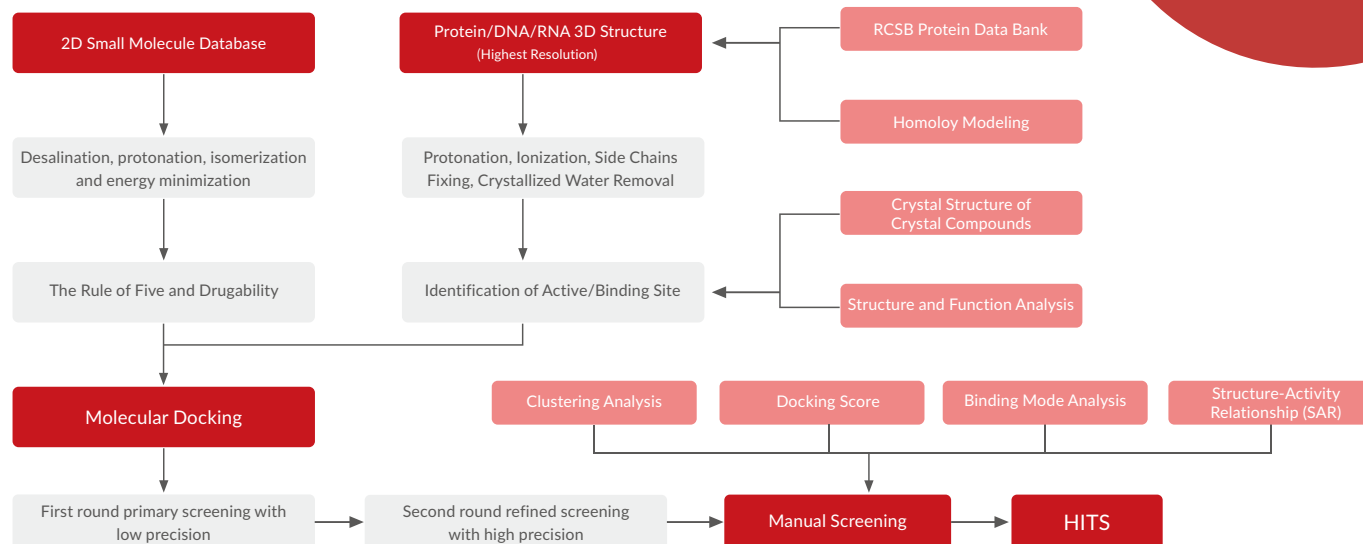 2D Small Molecule Database
Protein/DNA/RNA 3D Structure
(Highest Resolution)
RCSB Protein Data Bank
Homoloy Modeling
Desalination, protonation, isomerization
and energy minimization
Protonation, Ionization, Side Chains
Fixing, Crystallized Water Removal
Crystal Structure of
Crystal Compounds
The Rule of Five and Drugability
Identification of Active/Binding Site
Structure and Function Analysis
Molecular Docking
Clustering Analysis
Docking Score
Binding Mode Analysis
Structure-Activity
Relationship (SAR)
First round primary screening with
low precision
Second round refined screening
with high precision
Manual Screening
HITS